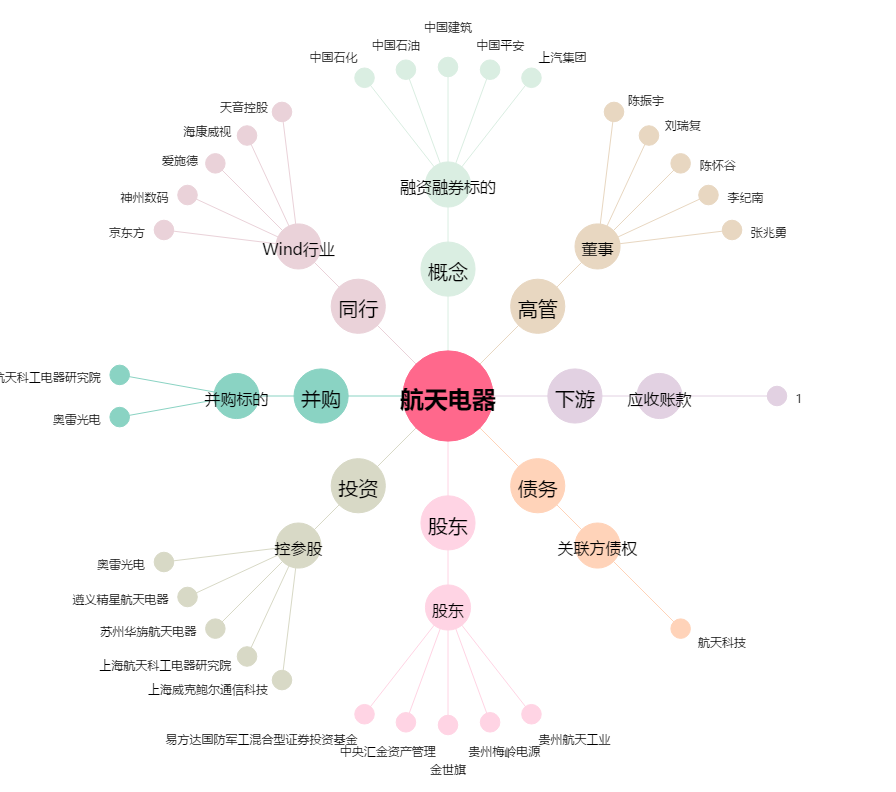 中国建筑
中国石油
中国平安
中国石化
上汽集团
天音控股
陈振宇
海康威视
刘瑞复
爱施德
陈怀谷
神州数码
李纪南
京东方
张兆勇
融资融券标的
Wind行业
董事
概念
同行
高管
航天科工电器研究院
奥雷光电
并购标的
并购
航天电器
下游
应收账款
1
投资
债务
股东
控参股
关联方债权
奥雷光电
遵义精星航天电器
苏州华旃航天电器
上海航天科工电器研究院
上海威克鲍尔通信科技
股东
航天科技
易方达国防军工混合型证券投资基金
中央汇金资产管理
金世旗
贵州梅岭电源
贵州航天工业